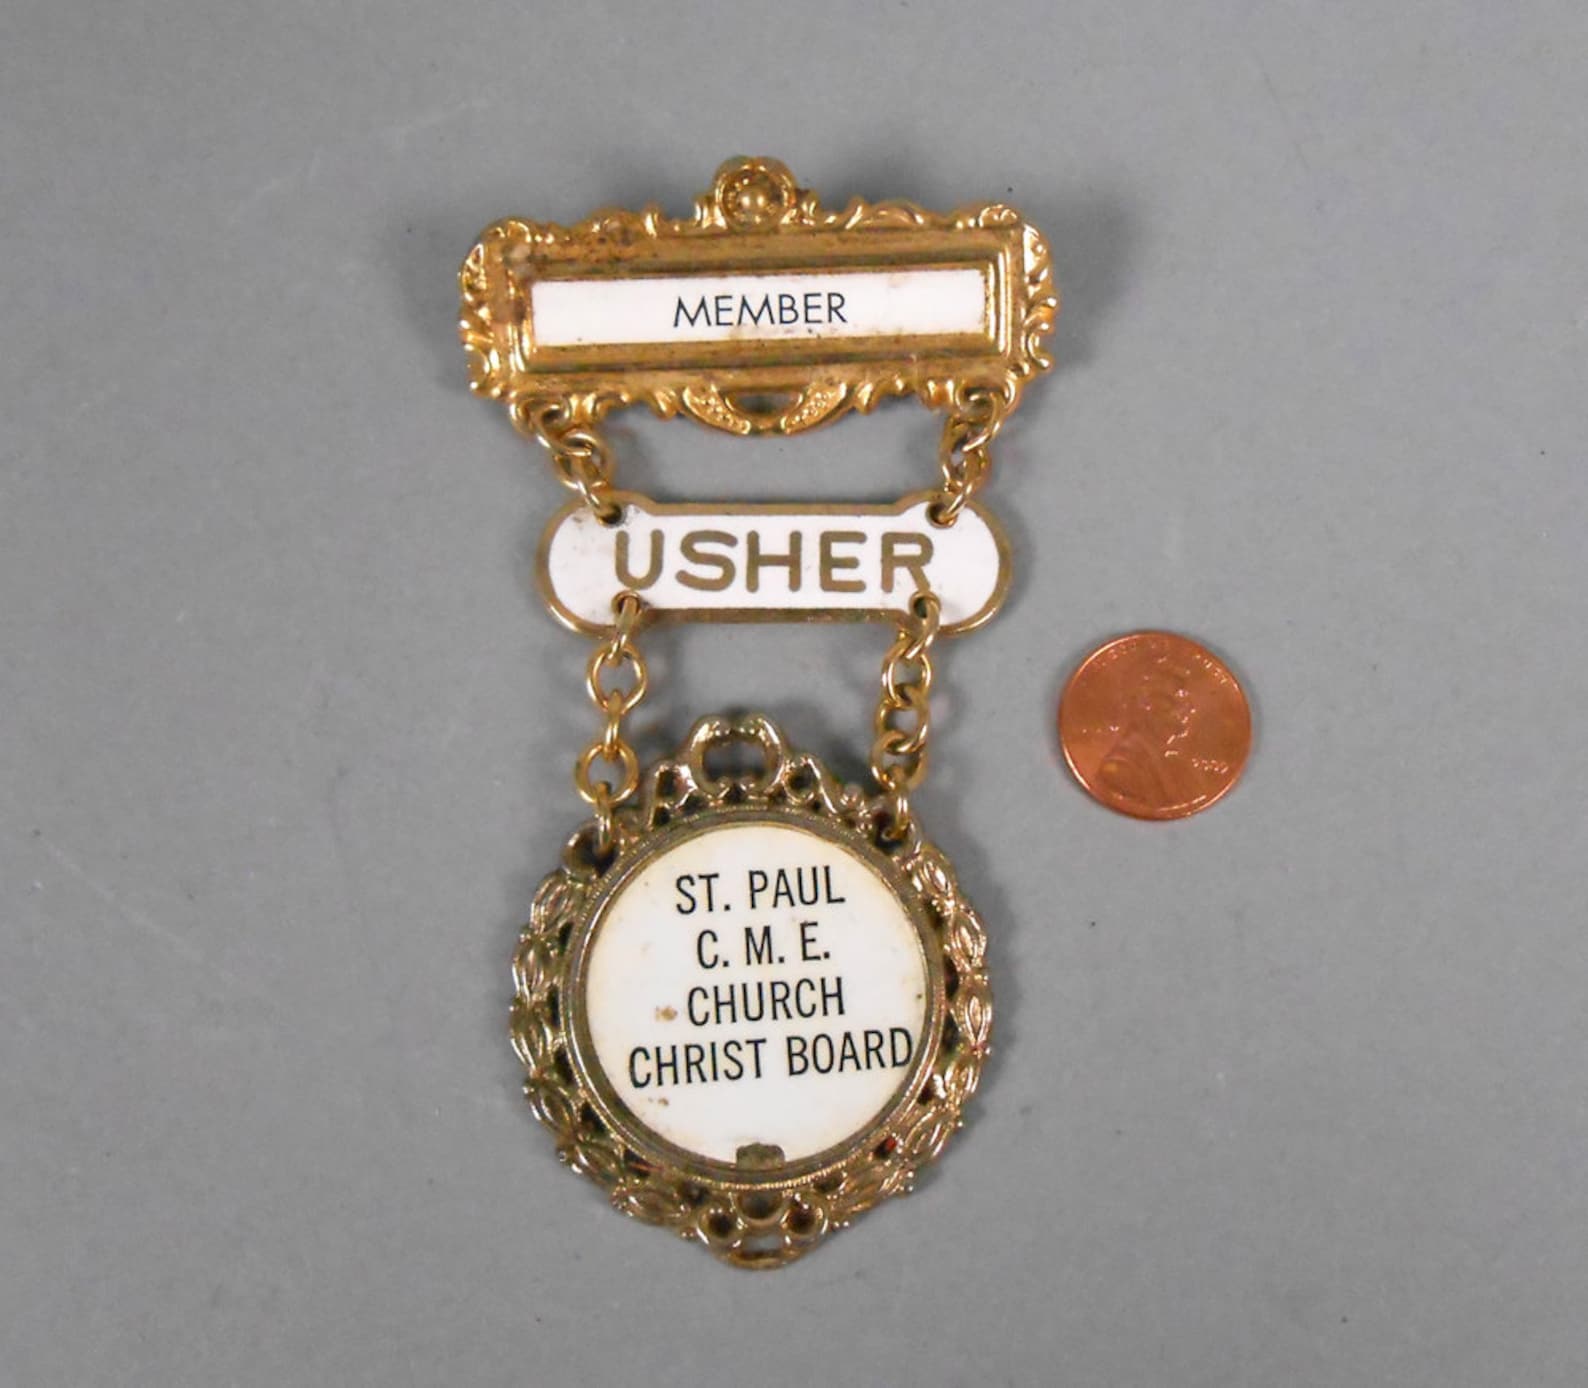 MEMBER
USHER
ST. PAUL
C. M. E.
CHURCH
CHRIST BOARD